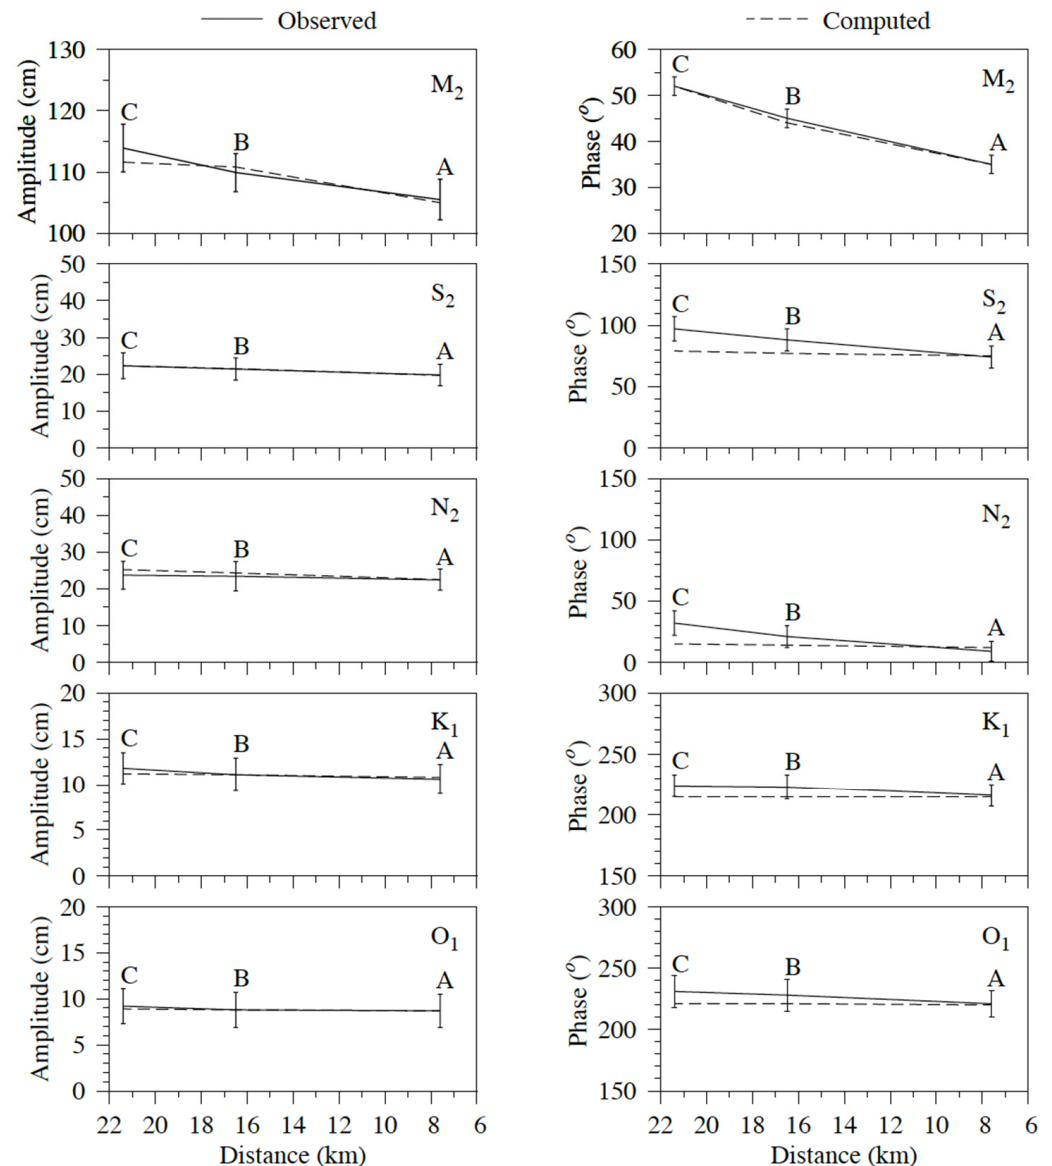 Observed
Computed
Amplitude (cm)
130
120
110
100
C
B
A
M2
Phase (o)
60
50
40
30
20
C
B
A
M2
Amplitude (cm)
50
40
30
20
10
0
C
B
A
S2
Phase (o)
150
100
50
0
C
B
A
S2
Amplitude (cm)
50
40
30
20
10
0
C
B
A
N2
Phase (o)
150
100
50
0
C
B
A
N2
Amplitude (cm)
20
15
10
5
0
C
B
A
K1
Phase (o)
300
250
200
150
C
B
A
K1
Amplitude (cm)
20
15
10
5
0
C
B
A
O1
22 20 18 16 14 12 10 8 6
Distance (km)
Phase (o)
300
250
200
150
C
B
A
O1
22 20 18 16 14 12 10 8 6
Distance (km)